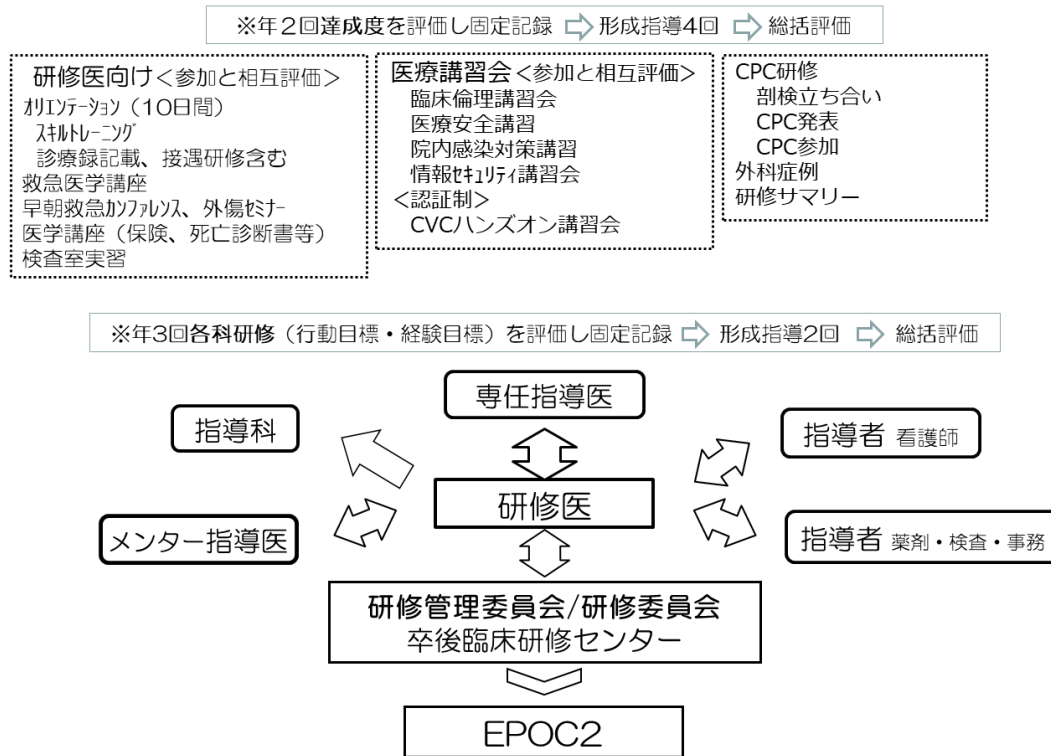 ※年２回達成度を評価し固定記録 ⇨ 形成指導4回 ⇨ 総括評価
研修医向け＜参加と相互評価＞
ｵﾘｴﾝﾃｰｼｮﾝ（１０日間）
ｽｷﾙﾄﾚｰﾆﾝｸﾞ
診療録記載、接遇研修含む
救急医学講座
早朝救急ｶﾝﾌｧﾚﾝｽ、外傷ｾﾐﾅｰ
医学講座（保険、死亡診断書等）
検査室実習
医療講習会＜参加と相互評価＞
臨床倫理講習会
医療安全講習
院内感染対策講習
情報ｾｷｭﾘﾃｨ講習会
＜認証制＞
CVCハンズオン講習会
CPC研修
剖検立ち合い
CPC発表
CPC参加
外科症例
研修サマリー
※年3回各科研修（行動目標・経験目標）を評価し固定記録 ⇨ 形成指導2回 ⇨ 総括評価
専任指導医
指導科
指導者 看護師
研修医
メンター指導医
指導者 薬剤・検査・事務
研修管理委員会/研修委員会
卒後臨床研修センター
EPOC2